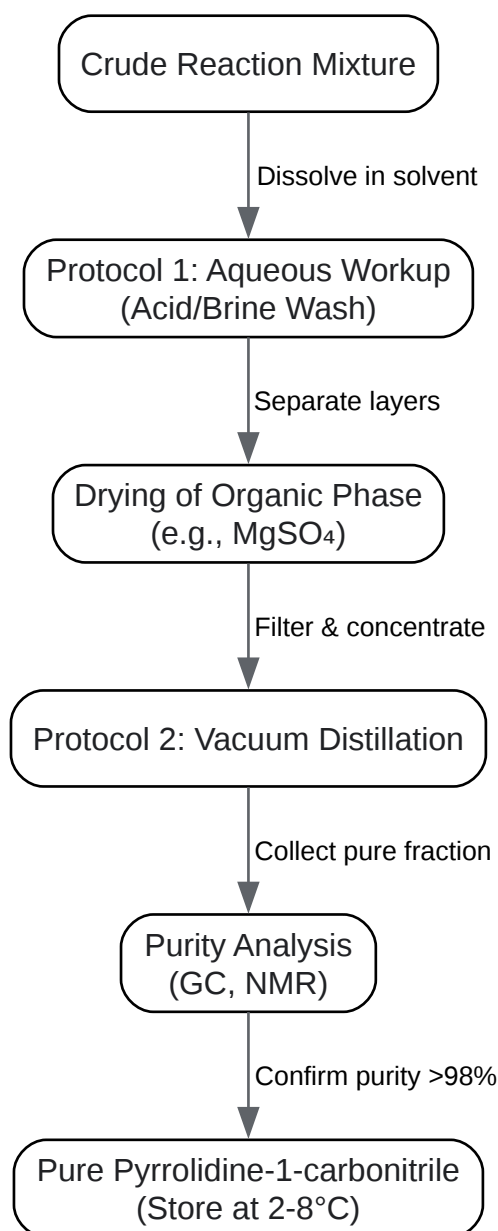 Crude Reaction Mixture
Dissolve in solvent
Protocol 1: Aqueous Workup
(Acid/Brine Wash)
Separate layers
Drying of Organic Phase
(e.g., MgSO₄)
Filter & concentrate
Protocol 2: Vacuum Distillation
Collect pure fraction
Purity Analysis
(GC, NMR)
Confirm purity >98%
Pure Pyrrolidine-1-carbonitrile
(Store at 2-8°C)